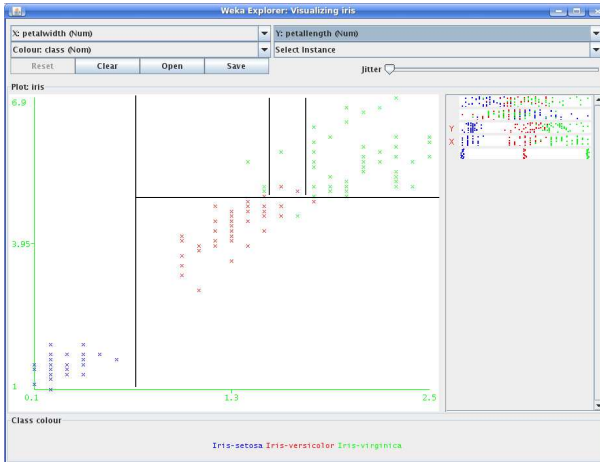 Weka Explorer: Visualizing iris
X: petalwidth (Num)
Y: petallength (Num)
Colour: class (Nom)
Select Instance
Reset
Clear
Open
Save
Jitter
Plot: iris
6.9
3.95
1
0.1
1.3
2.5
Y
X
Class colour
Iris-setosa Iris-versicolor Iris-virginica